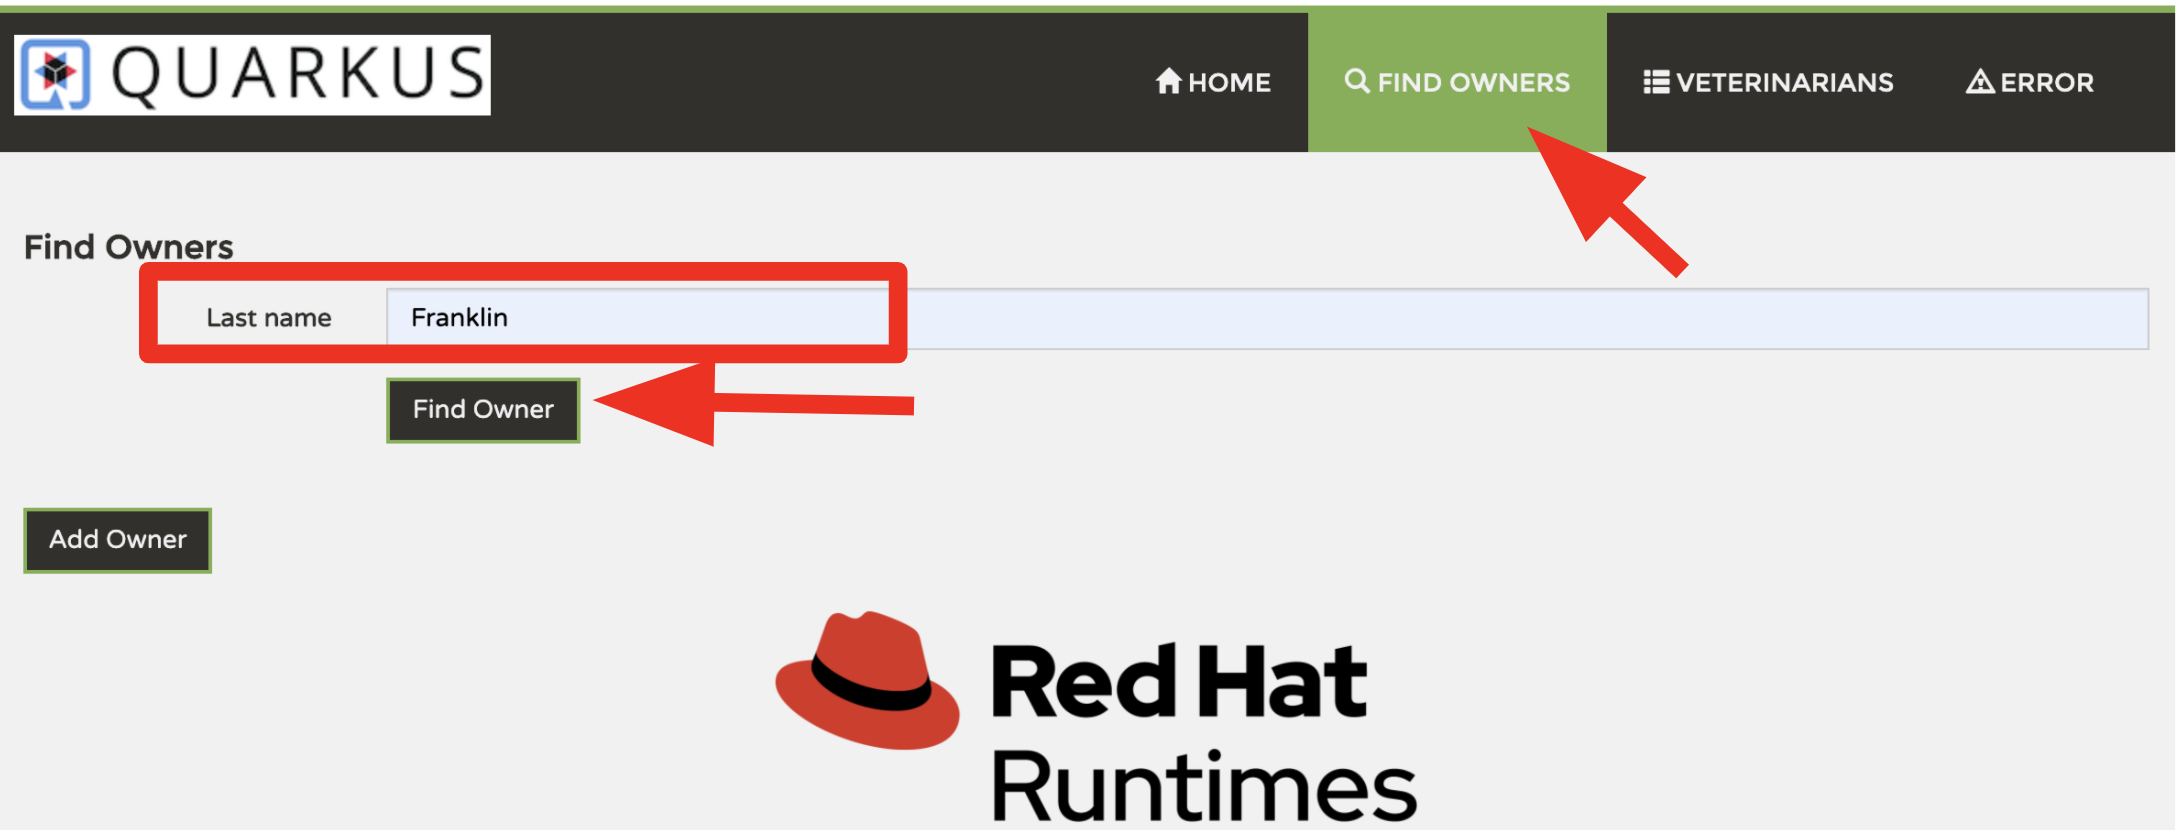 QUARKUS
HOME FIND OWNERS VETERINARIANS ERROR
Find Owners
Last name Franklin
Find Owner
Add Owner
Red Hat
Runtimes